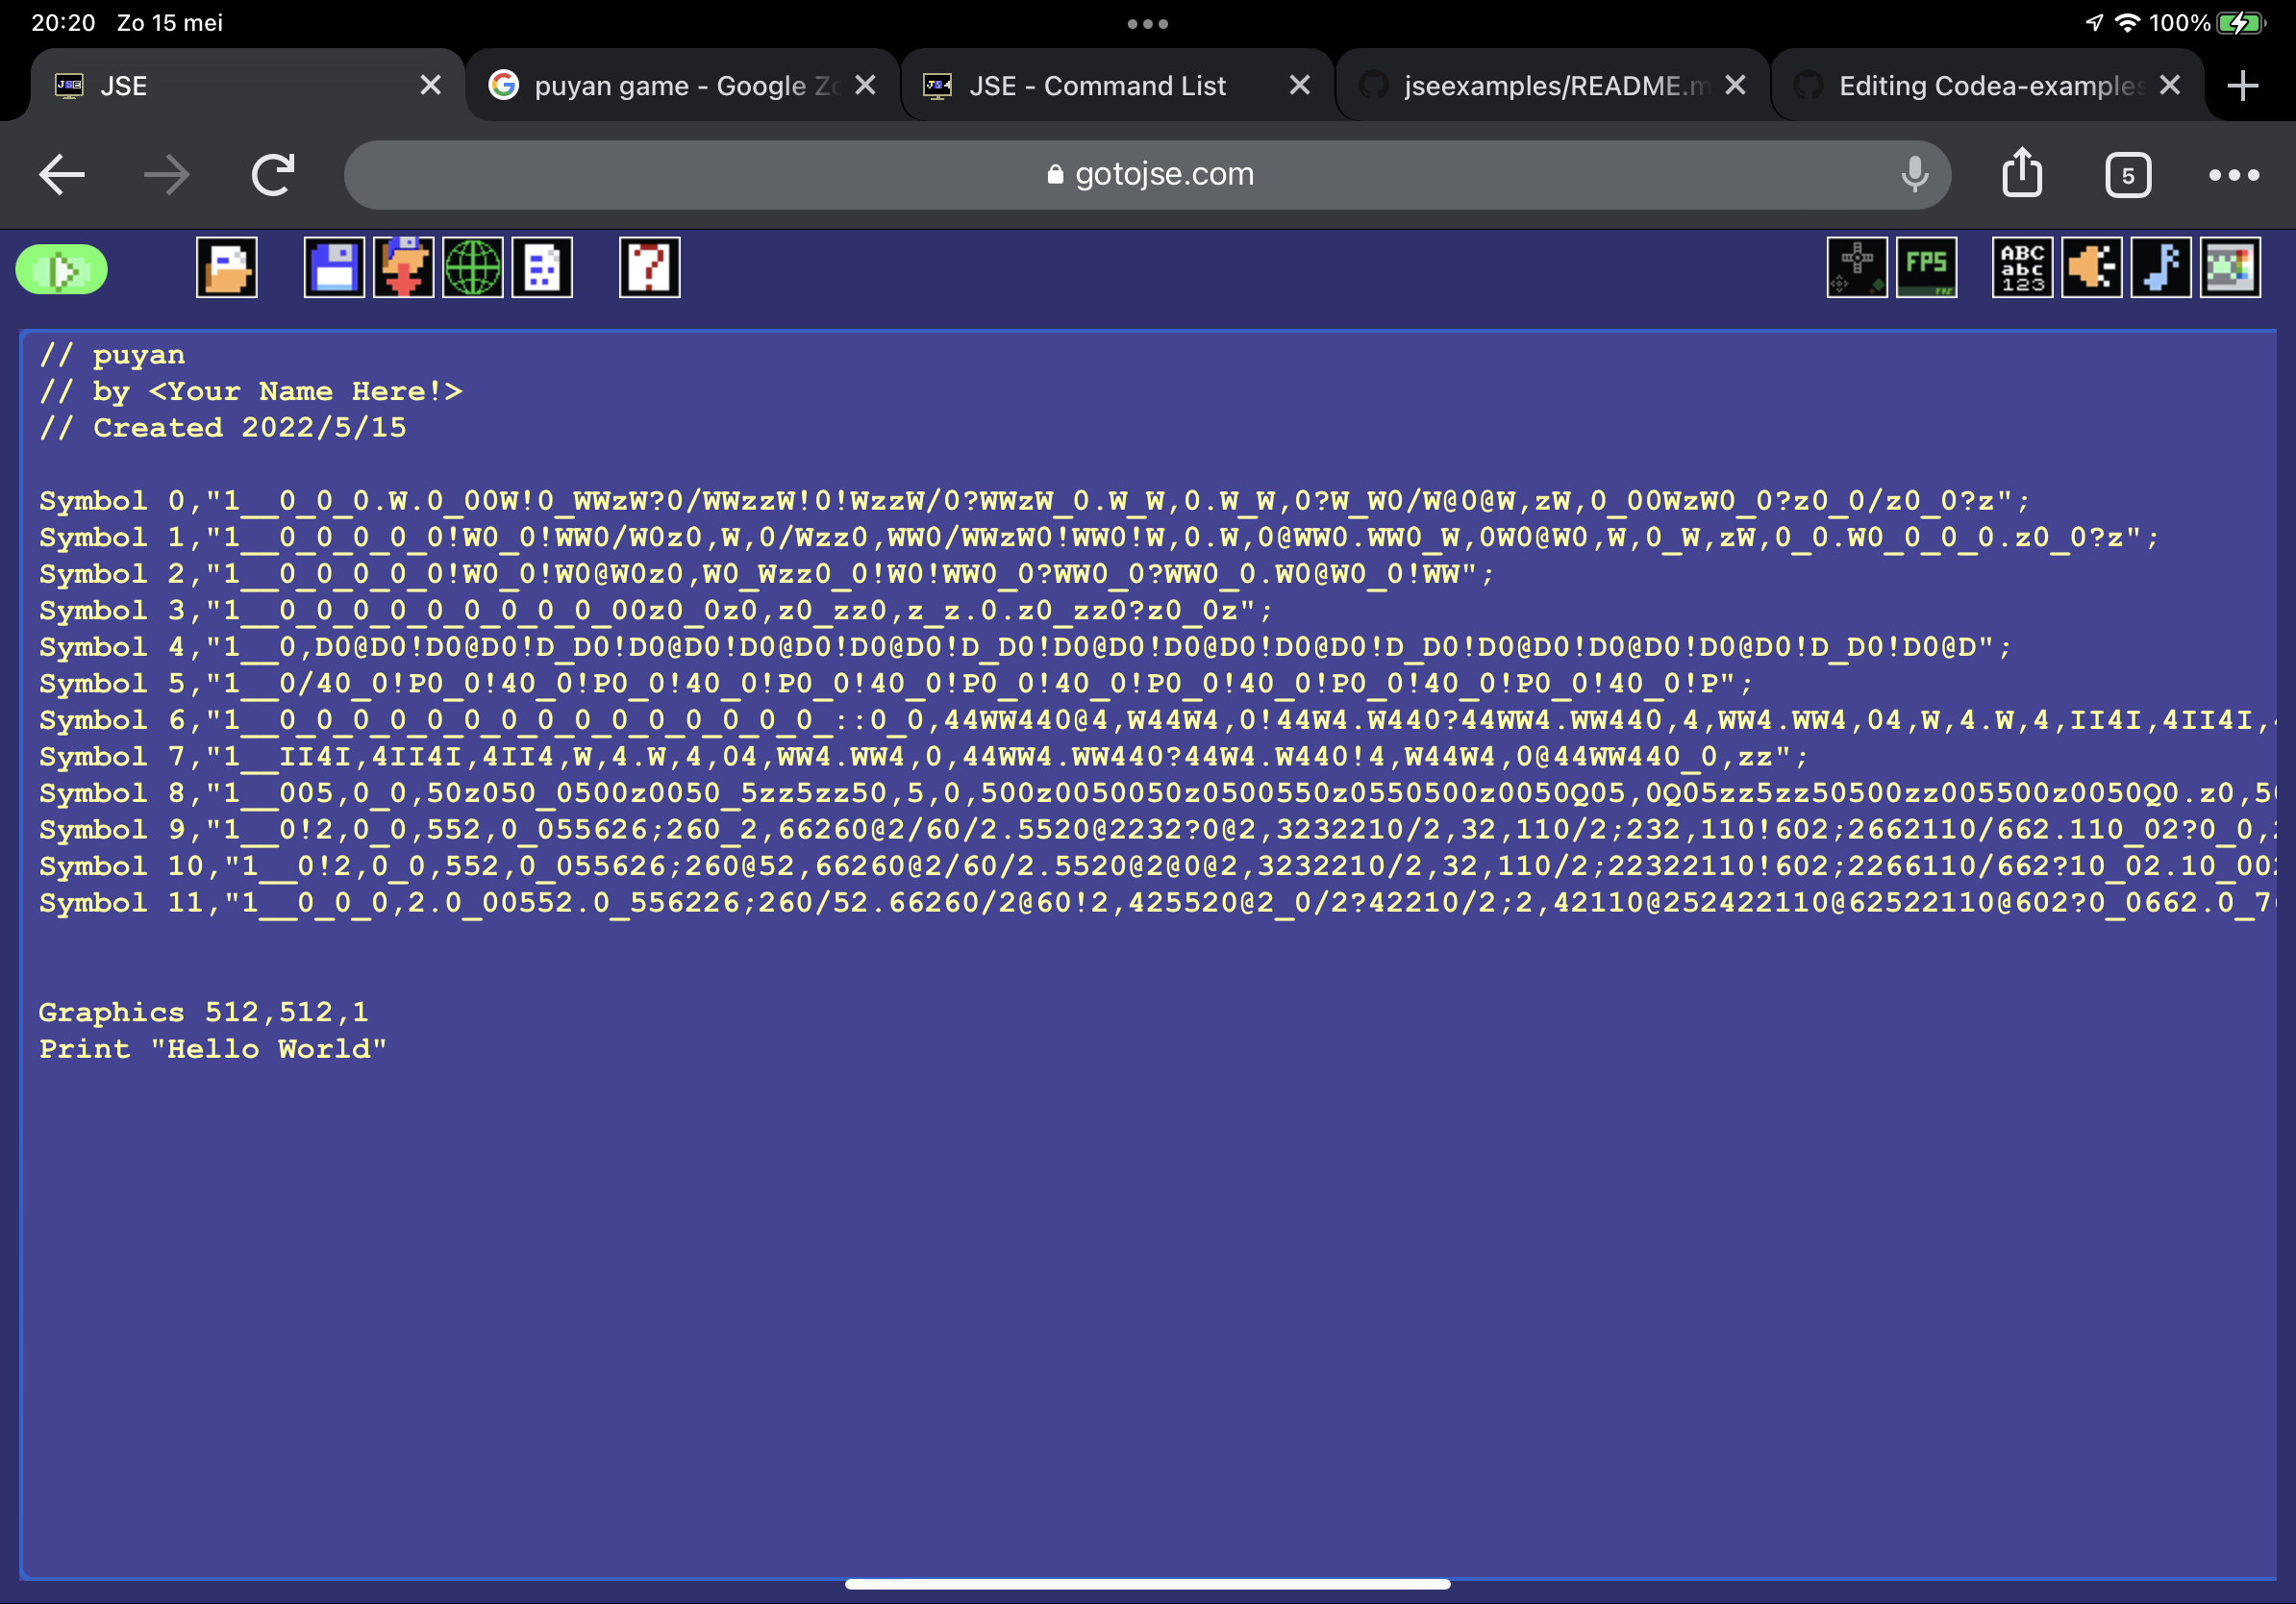 20:20 Zo 15 mei 100%
JSE puyan game - Google Zo JSE - Command List jseexamples/README.m Editing Codea-examples
gotojse.com 5
FPS ABC abc 123
// puyan
// by <Your Name Here!>
// Created 2022/5/15
Symbol 0,"1__0_0_0.W.0_00W!0_WWzW?0/WWzzW!0!WzzW/0?WWzW_0.W_W,0.W_W,0?W_W0/W@0@W,zW,0_00WzW0_0?z0_0/z0_0?z";
Symbol 1,"1__0_0_0_0_0!W0_0!WW0/W0z0,W,0/Wzz0,WW0/WWzW0!WW0!W,0.W,0@WW0.WW0_W,0W0@W0,W,0_W,zW,0_0.W0_0_0_0.z0_0?z";
Symbol 2,"1__0_0_0_0_0!W0_0!W0@W0z0,W0_Wzz0_0!W0!WW0_0?WW0_0?WW0_0.W0@W0_0!WW";
Symbol 3,"1__0_0_0_0_0_0_0_0_0_00z0_0z0,z0_zz0,z_z.0.z0_zz0?z0_0z";
Symbol 4,"1__0,D0@D0!D0@D0!D_D0!D0@D0!D0@D0!D0@D0!D_D0!D0@D0!D0@D0!D0@D0!D_D0!D0@D0!D0@D0!D0@D0!D_D0!D0@D";
Symbol 5,"1__0/40_0!P0_0!40_0!P0_0!40_0!P0_0!40_0!P0_0!40_0!P0_0!40_0!P0_0!40_0!P0_0!40_0!P";
Symbol 6,"1__0_0_0_0_0_0_0_0_0_0_0_0_0_0_0_::0_0,44WW440@4,W44W4,0!44W4.W440?44WW4.WW440,4,WW4.WW4,04,W,4.W,4,II4I,4II4I,
Symbol 7,"1__II4I,4II4I,4II4,W,4.W,4,04,WW4.WW4,0,44WW4.WW440?44W4.W440!4,W44W4,0@44WW440_0,zz";
Symbol 8,"1__005,0_0,50z050_0500z0050_5zz5zz50,5,0,500z0050050z0500550z0550500z0050Q05,0Q05zz5zz50500zz005500z0050Q0.z0,5
Symbol 9,"1__0!2,0_0,552,0_055626;260_2,66260@2/60/2.5520@2232?0@2,3232210/2,32,110/2;232,110!602;2662110/662.110_02?0_0,
Symbol 10,"1__0!2,0_0,552,0_055626;260@52,66260@2/60/2.5520@2@0@2,3232210/2,32,110/2;22322110!602;2266110/662?10_02.10_00
Symbol 11,"1__0_0_0,2.0_00552.0_556226;260/52.66260/2@60!2,425520@2_0/2?42210/2;2,42110@252422110@62522110@602?0_0662.0_7
Graphics 512,512,1
Print "Hello World"